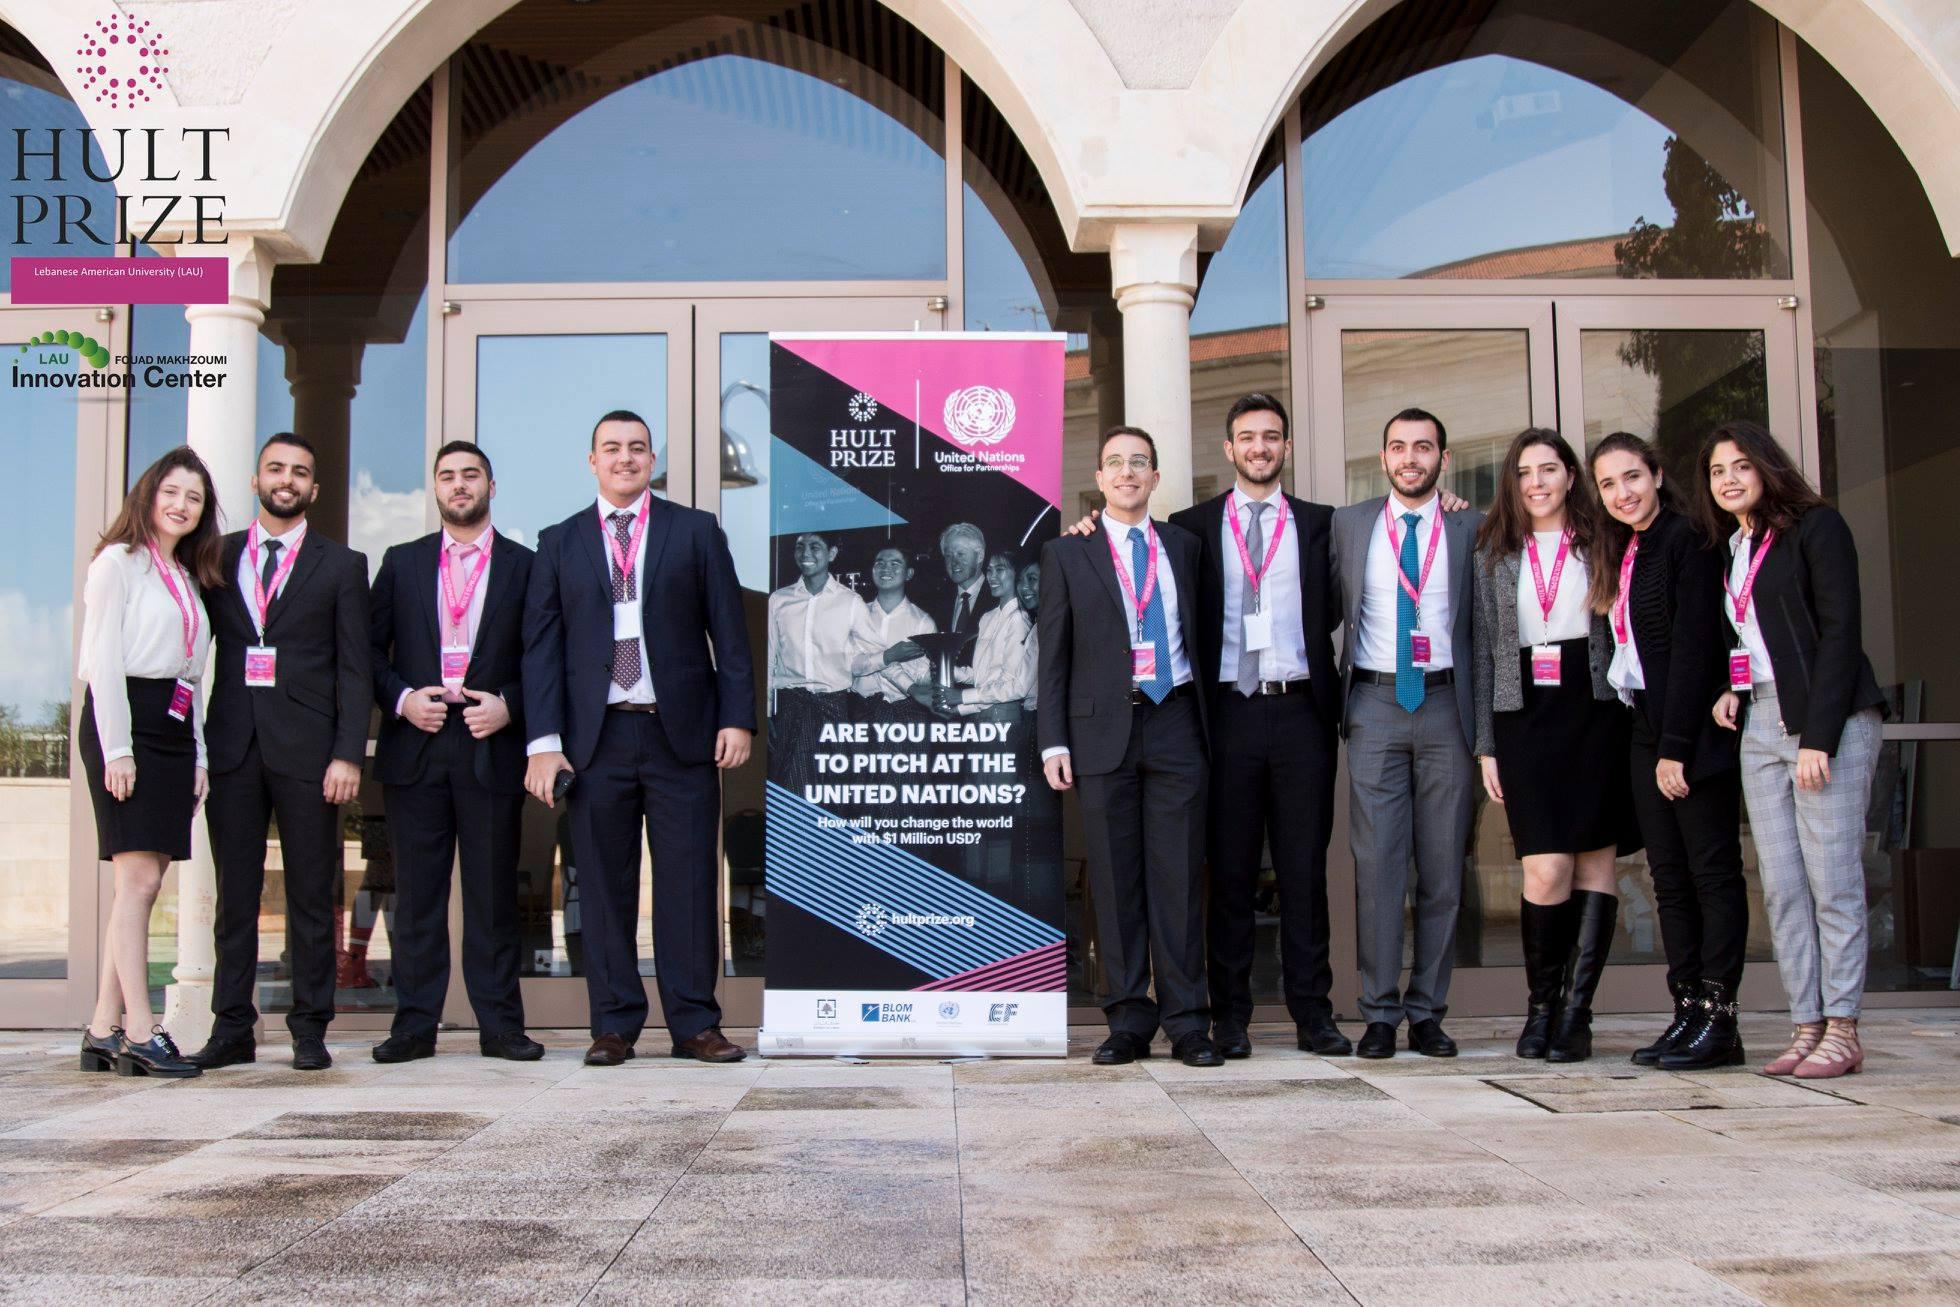 HULT
PRIZE
Lebanese American University (LAU)
LAU
FOUAD MAKHZOUMI
Innovation Center
HULT
PRIZE
United Nations
Office for Partnerships
ARE YOU READY
TO PITCH AT THE
UNITED NATIONS?
How will you change the world
with $1 Million USD?
hultprize.org
BLOM
BANK
EF